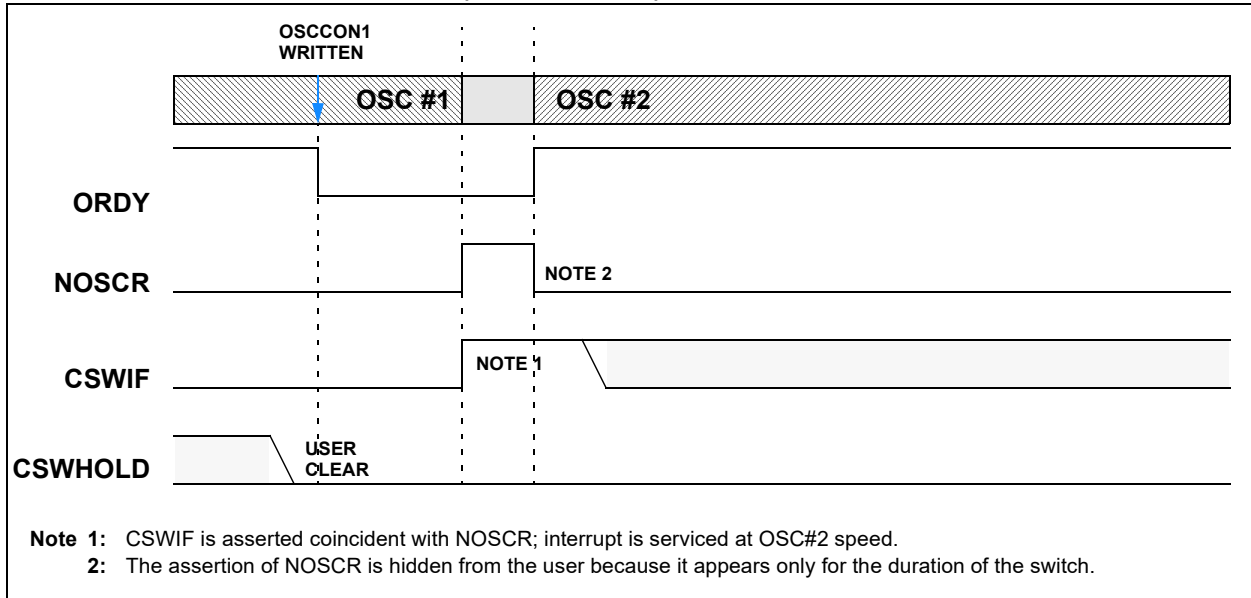 OSCCON1
WRITTEN
OSC #1
OSC #2
ORDY
NOSCR
NOTE 2
CSWIF
NOTE 1
CSWHOLD
USER
CLEAR
Note 1: CSWIF is asserted coincident with NOSCR; interrupt is serviced at OSC#2 speed.
2: The assertion of NOSCR is hidden from the user because it appears only for the duration of the switch.